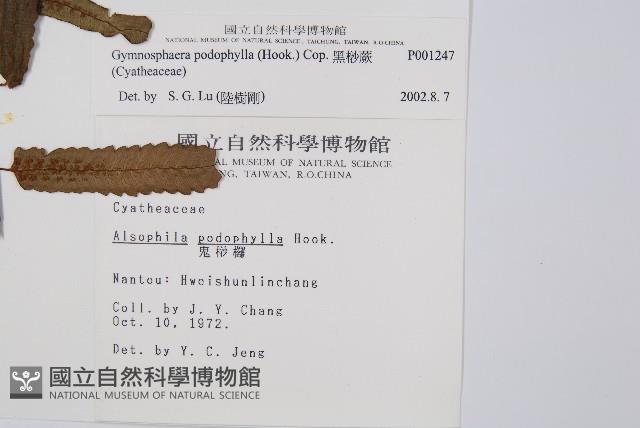 國立自然科學博物館
NATIONAL MUSEUM OF NATURAL SCIENCE, TAICHUNG, TAIWAN, R.O.CHINA
Gymnosphaera podophylla (Hook.) Cop. 黑桫蕨 P001247
(Cyatheaceae)
Det. by S. G. Lu (陸樹剛) 2002.8. 7
國立自然科學博物館
AL MUSEUM OF NATURAL SCIENCE
NG, TAIWAN, R.O.CHINA
Cyatheaceae
Alsophila podophylla Hook.
鬼桫欏
Nantou: Hweishunlinchang
Coll. by J. Y. Chang
Oct. 10, 1972.
Det. by Y. C. Jeng
國立自然科學博物館
NATIONAL MUSEUM OF NATURAL SCIENCE